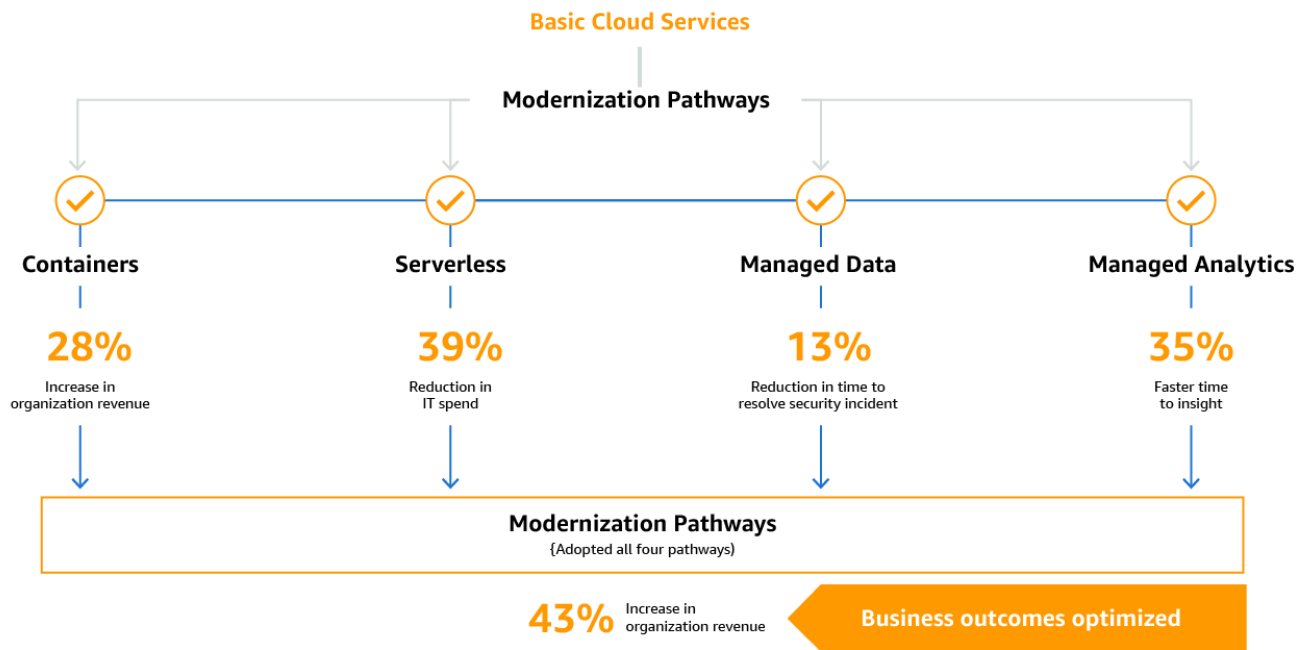 Basic Cloud Services
Modernization Pathways
Containers
Serverless
Managed Data
Managed Analytics
28%
39%
13%
35%
Increase in
organization revenue
Reduction in
IT spend
Reduction in time to
resolve security incident
Faster time
to insight
Modernization Pathways
{Adopted all four pathways)
43%
Increase in
organization revenue
Business outcomes optimized